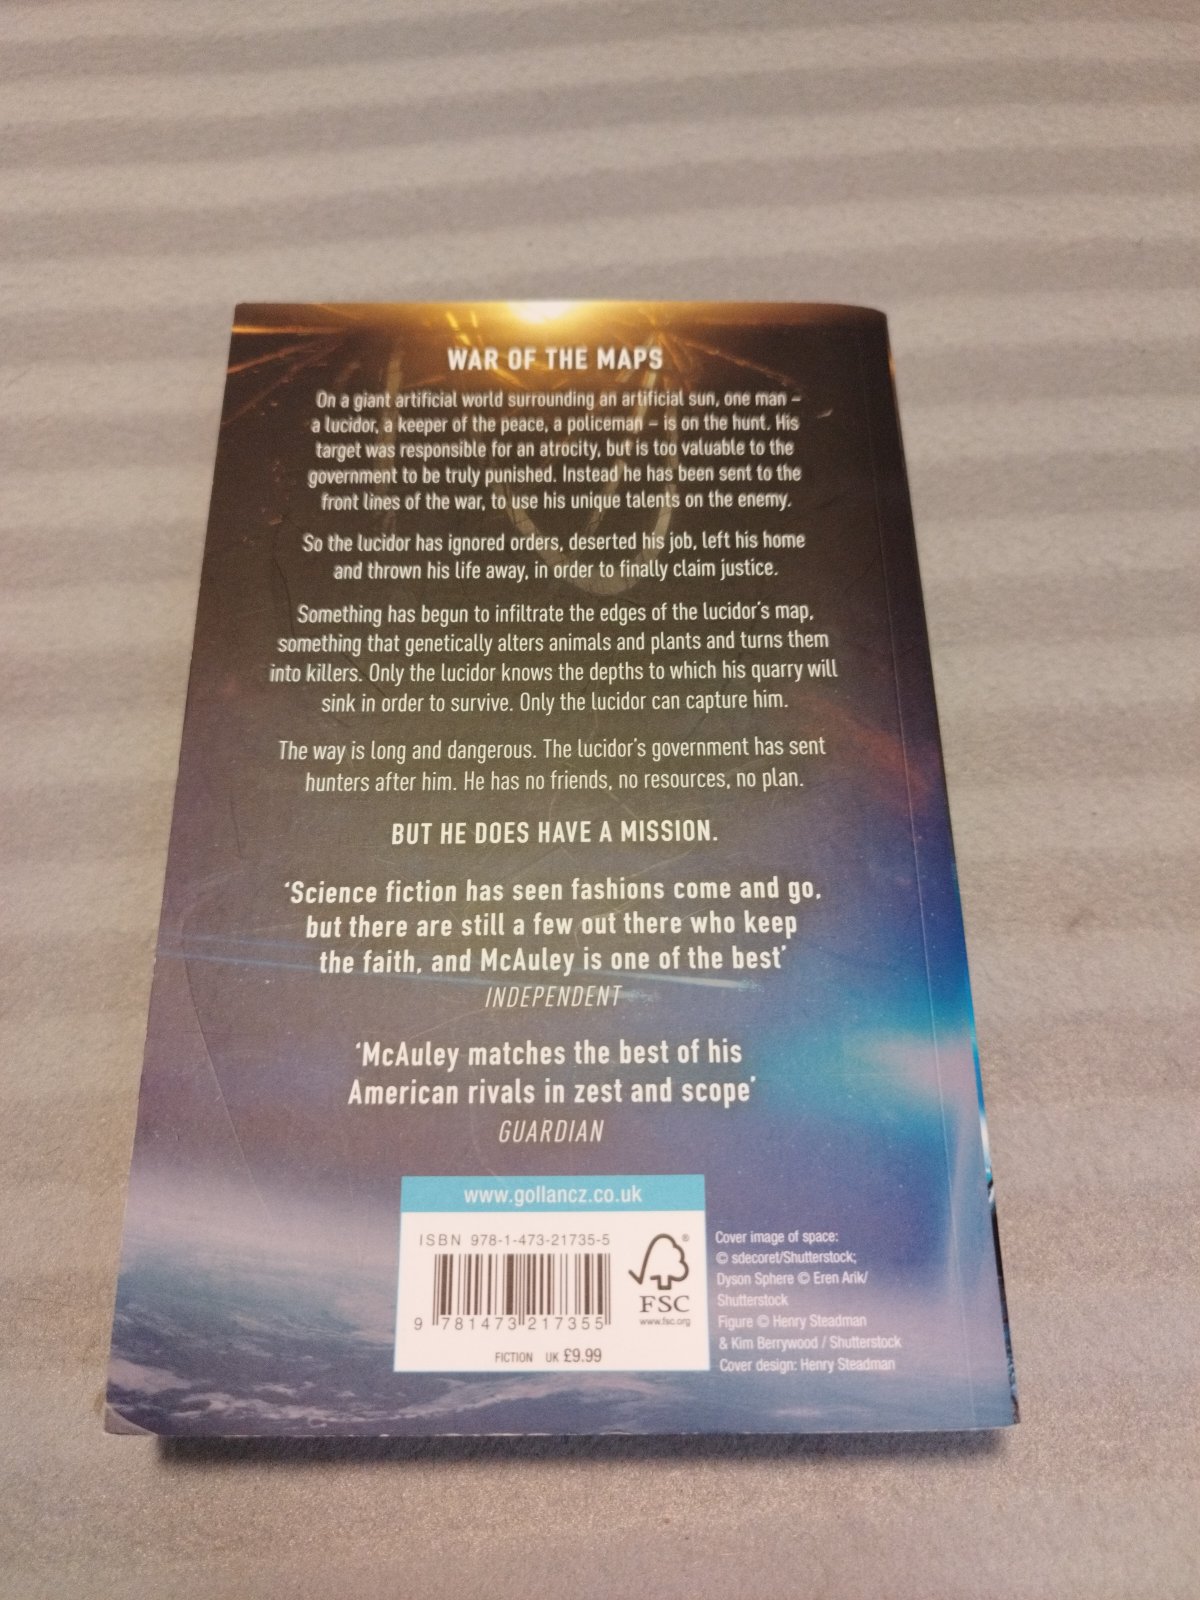 WAR OF THE MAPS
On a giant artificial world surrounding an artificial sun, one man –
a lucidor, a keeper of the peace, a policeman – is on the hunt. His
target was responsible for an atrocity, but is too valuable to the
government to be truly punished. Instead he has been sent to the
front lines of the war, to use his unique talents on the enemy.
So the lucidor has ignored orders, deserted his job, left his home
and thrown his life away, in order to finally claim justice.
Something has begun to infiltrate the edges of the lucidor's map,
something that genetically alters animals and plants and turns them
into killers. Only the lucidor knows the depths to which his quarry will
sink in order to survive. Only the lucidor can capture him.
The way is long and dangerous. The lucidor's government has sent
hunters after him. He has no friends, no resources, no plan.
BUT HE DOES HAVE A MISSION.
'Science fiction has seen fashions come and go,
but there are still a few out there who keep
the faith, and McAuley is one of the best'
INDEPENDENT
'McAuley matches the best of his
American rivals in zest and scope'
GUARDIAN
www.gollancz.co.uk
ISBN 978-1-473-21735-5
9 781473 217355
FSC
www.fsc.org
FICTION UK £9.99
Cover image of space:
© sdecoret/Shutterstock;
Dyson Sphere © Eren Arik/
Shutterstock
Figure © Henry Steadman
& Kim Berrywood / Shutterstock
Cover design: Henry Steadman